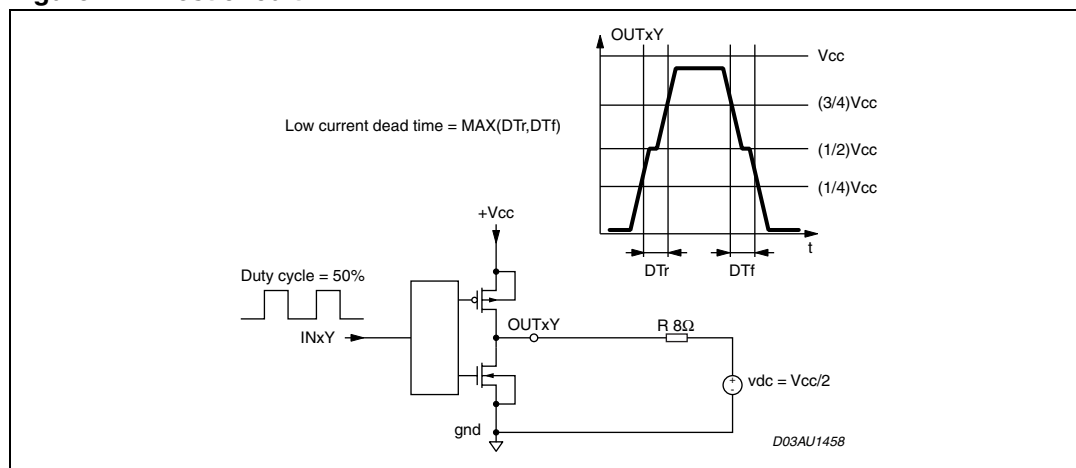 OUTxY
Vcc
(3/4)Vcc
Low current dead time = MAX(DTr,DTf)
(1/2)Vcc
(1/4)Vcc
+Vcc
t
DTr
DTf
Duty cycle = 50%
OUTxY
R 8Ω
INxY
+
-
vdc = Vcc/2
gnd
D03AU1458